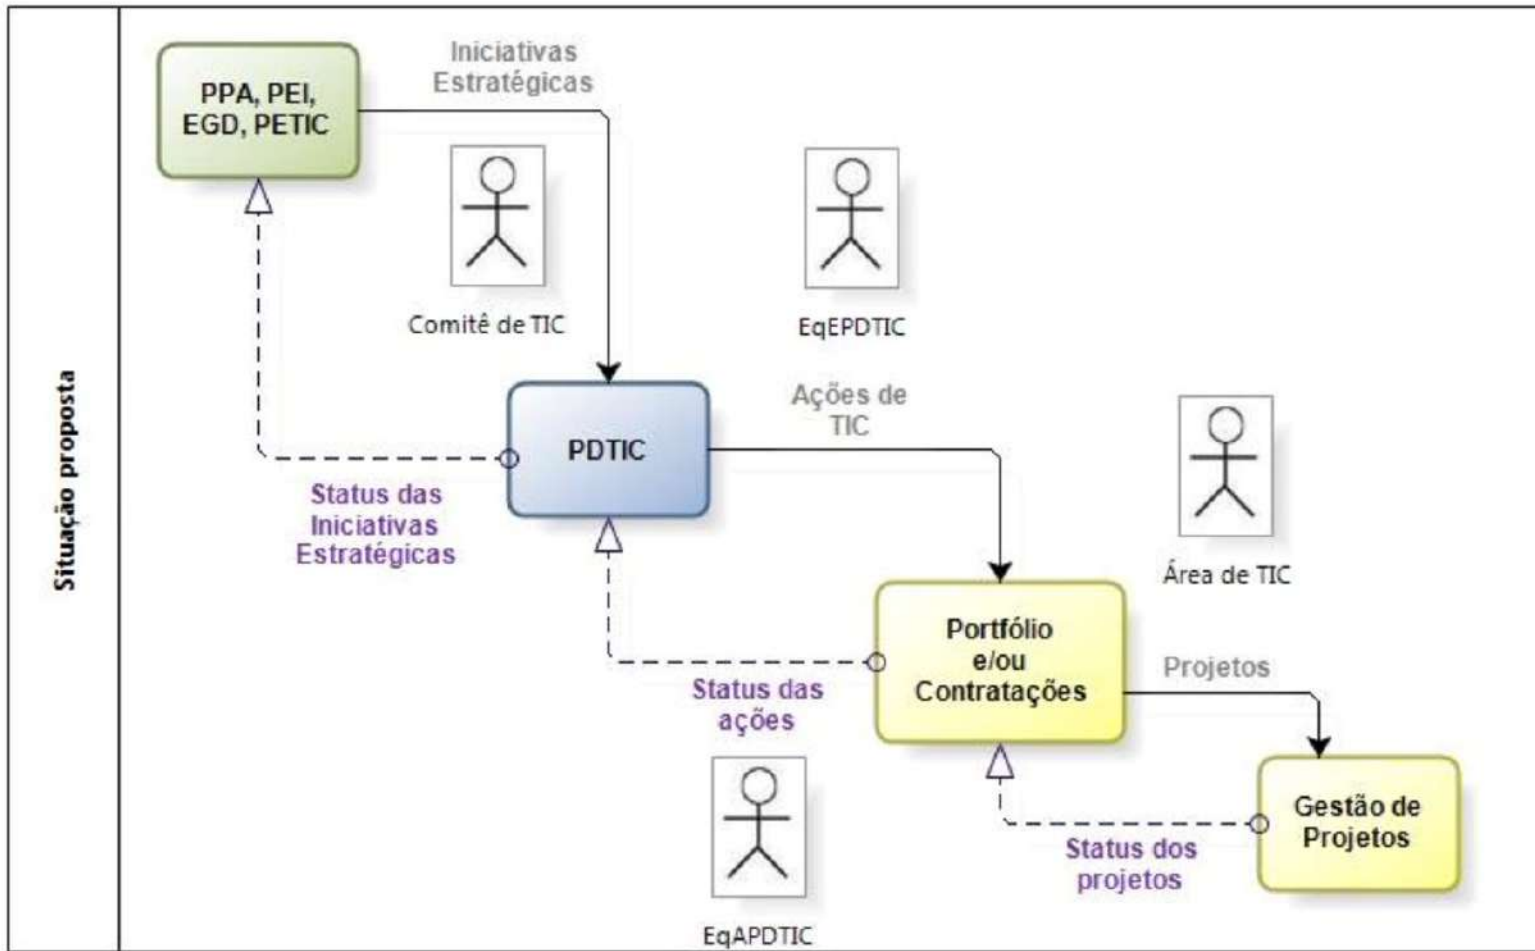 Situação proposta
PPA, PEI,
EGD, PETIC
Iniciativas
Estratégicas
Comitê de TIC
EqEPDTIC
PDTIC
Ações de
TIC
Status das
Iniciativas
Estratégicas
Área de TIC
Portfólio
e/ou
Contratações
Projetos
Status das
ações
Gestão de
Projetos
Status dos
projetos
EqAPDTIC